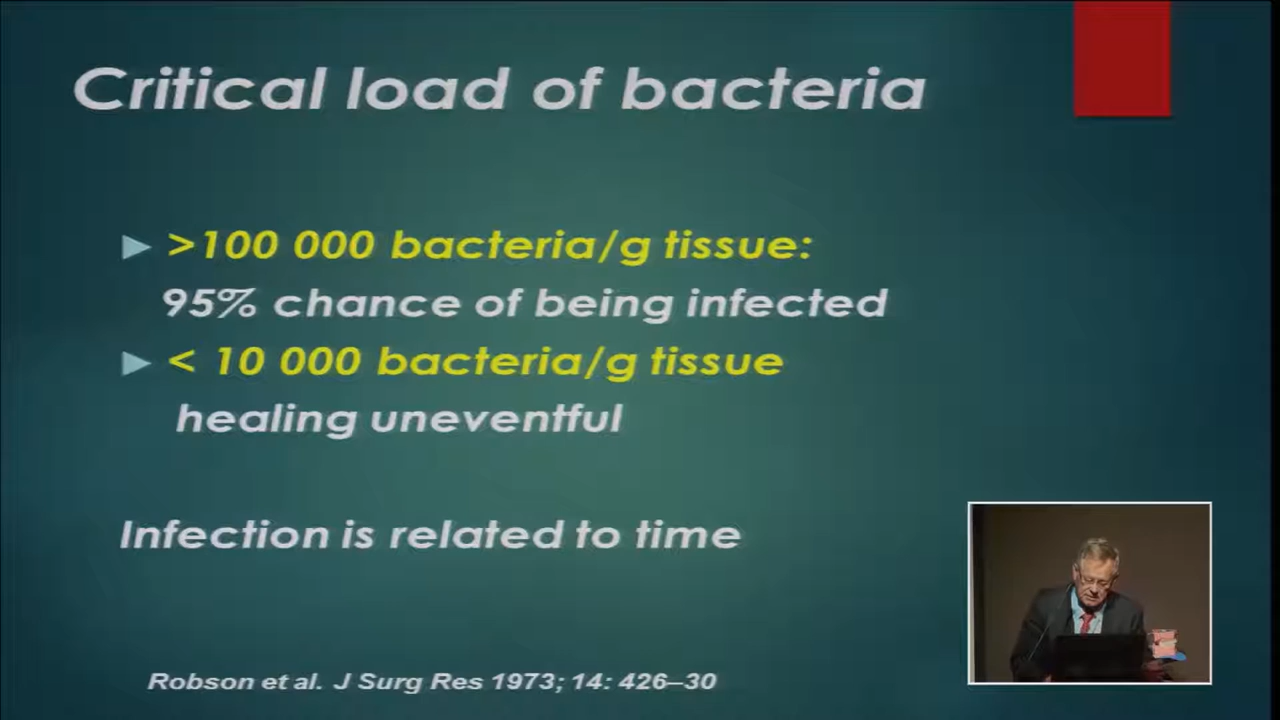 Critical load of bacteria
>100 000 bacteria/g tissue:
95% chance of being infected
< 10 000 bacteria/g tissue
healing uneventful
Infection is related to time
Robson et al. J Surg Res 1973; 14: 426–30